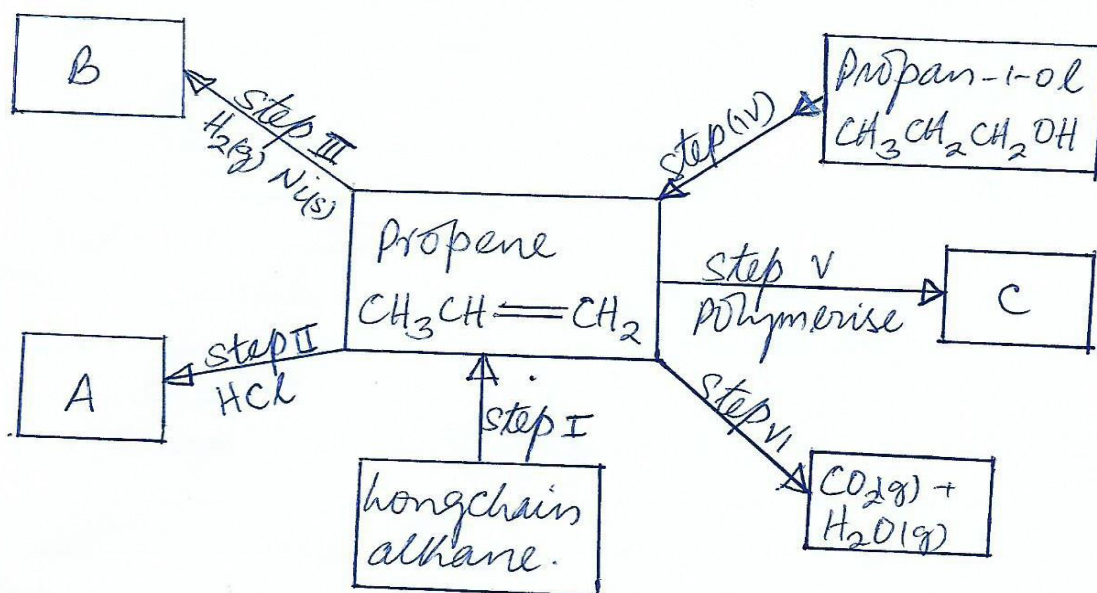 B
step III
H₂(g) Ni(s)
Propan-1-ol
CH₃CH₂CH₂OH
step (iv)
Propene
CH₃CH=CH₂
step V
Polymerise
C
step II
HCl
A
step I
Longchain
alkane.
step VI
CO₂(g) +
H₂O(g)